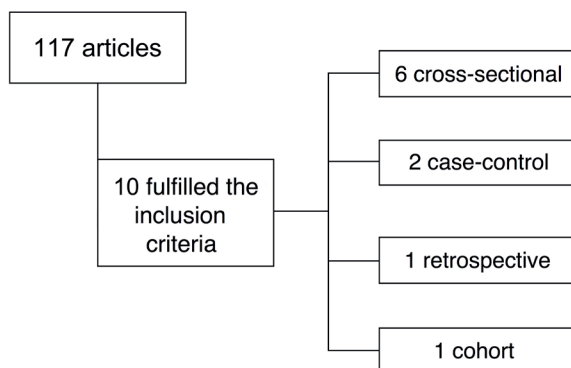 117 articles
10 fulfilled the
inclusion
criteria
6 cross-sectional
2 case-control
1 retrospective
1 cohort